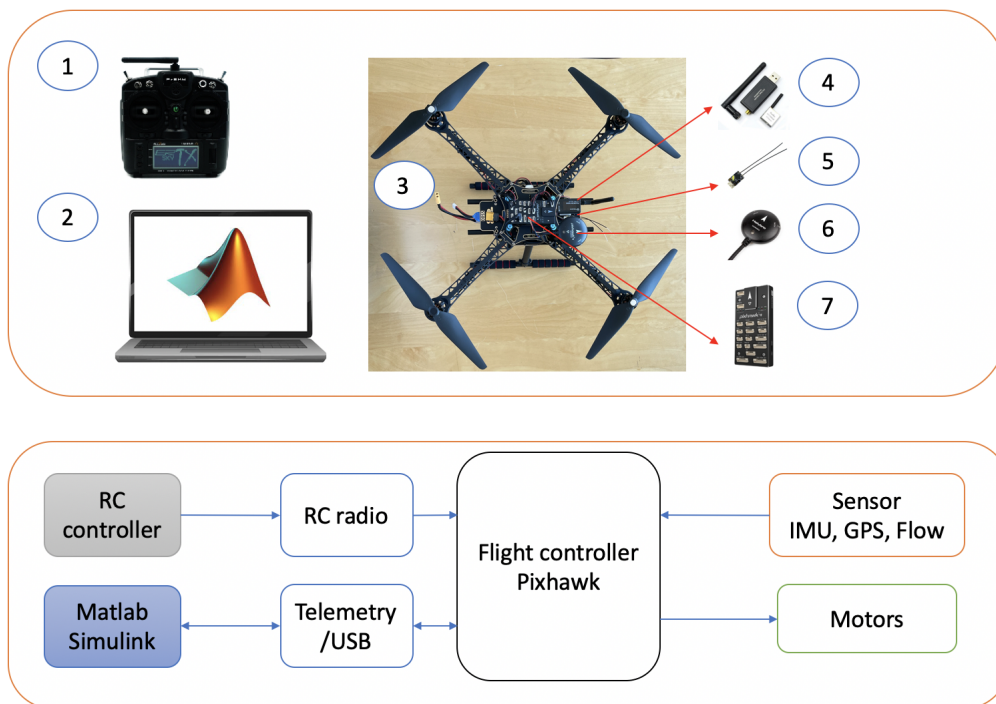 1
2
3
4
5
6
7
RC
controller
RC radio
Flight controller
Pixhawk
Sensor
IMU, GPS, Flow
Matlab
Simulink
Telemetry
/USB
Motors